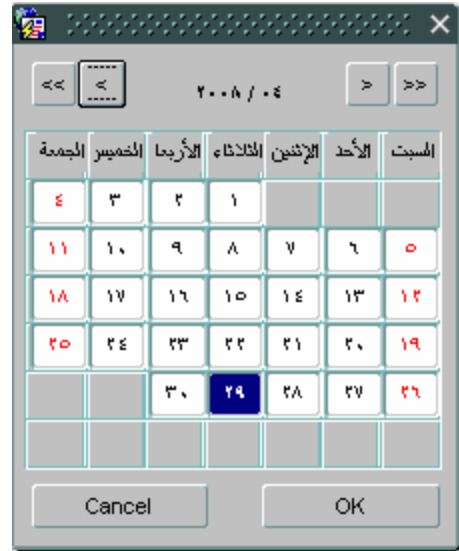 << < ٢٠٠٨ / ٠٤ > >>
السبت الأحد الإثنين الثلاثاء الأربعا الخميس الجمعة
١ ٢ ٣ ٤
٥ ٦ ٧ ٨ ٩ ١٠ ١١
١٢ ١٣ ١٤ ١٥ ١٦ ١٧ ١٨
١٩ ٢٠ ٢١ ٢٢ ٢٣ ٢٤ ٢٥
٢٦ ٢٧ ٢٨ ٢٩ ٣٠
Cancel OK